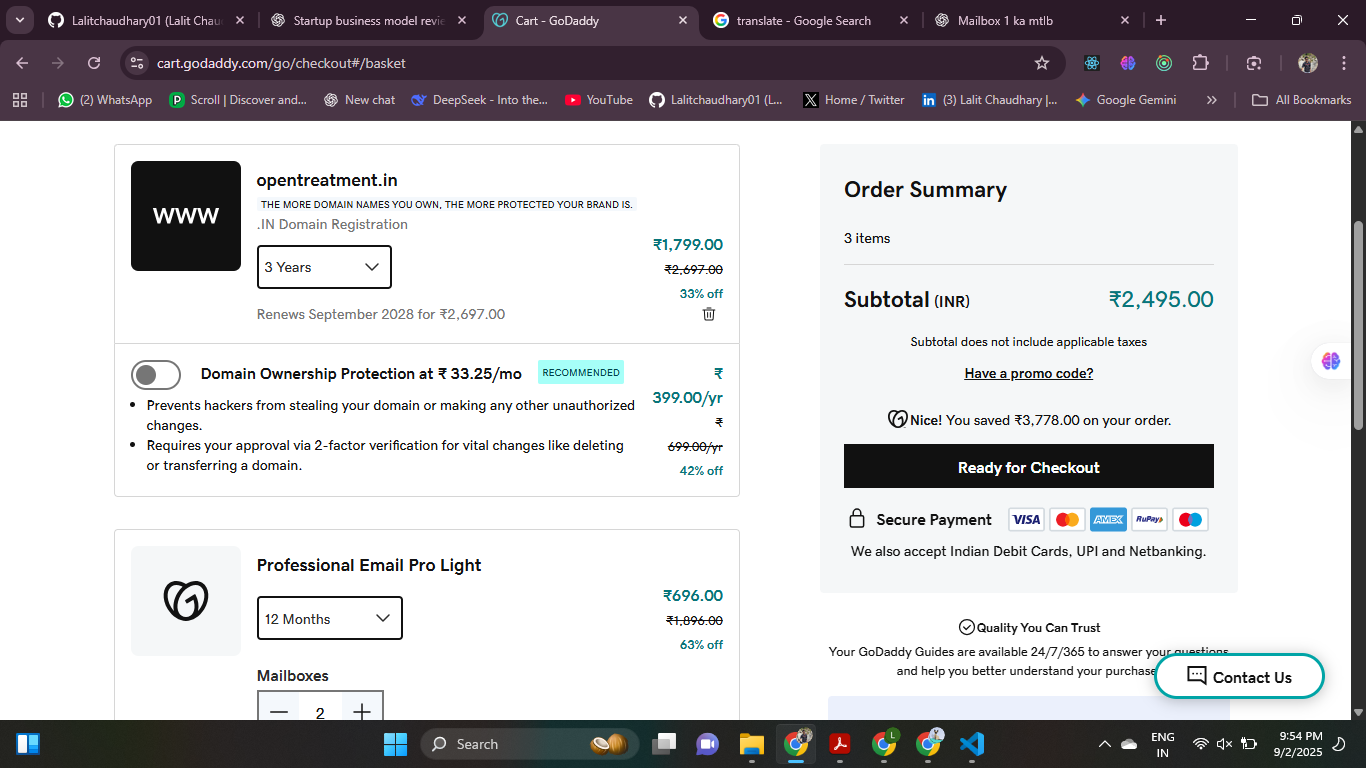 Lalitchaudhary01 (Lalit Chau
Startup business model revie
Cart - GoDaddy
translate - Google Search
Mailbox 1 ka mtlb
cart.godaddy.com/go/checkout#/basket
(2) WhatsApp
Scroll | Discover and...
New chat
DeepSeek - Into the...
YouTube
Lalitchaudhary01 (L...
Home / Twitter
(3) Lalit Chaudhary |...
Google Gemini
All Bookmarks
www
opentreatment.in
THE MORE DOMAIN NAMES YOU OWN, THE MORE PROTECTED YOUR BRAND IS.
.IN Domain Registration
3 Years
₹1,799.00
₹2,697.00
33% off
Renews September 2028 for ₹2,697.00
Domain Ownership Protection at ₹ 33.25/mo
RECOMMENDED
₹
399.00/yr
₹
699.00/yr
42% off
• Prevents hackers from stealing your domain or making any other unauthorized
changes.
• Requires your approval via 2-factor verification for vital changes like deleting
or transferring a domain.
Professional Email Pro Light
12 Months
₹696.00
₹1,896.00
63% off
Mailboxes
2
Order Summary
3 items
Subtotal (INR)
₹2,495.00
Subtotal does not include applicable taxes
Have a promo code?
Nice! You saved ₹3,778.00 on your order.
Ready for Checkout
Secure Payment
VISA
AMEX
RuPay
We also accept Indian Debit Cards, UPI and Netbanking.
Quality You Can Trust
Your GoDaddy Guides are available 24/7/365 to answer your questions
and help you better understand your purchase
Contact Us
Search
ENG
IN
9:54 PM
9/2/2025